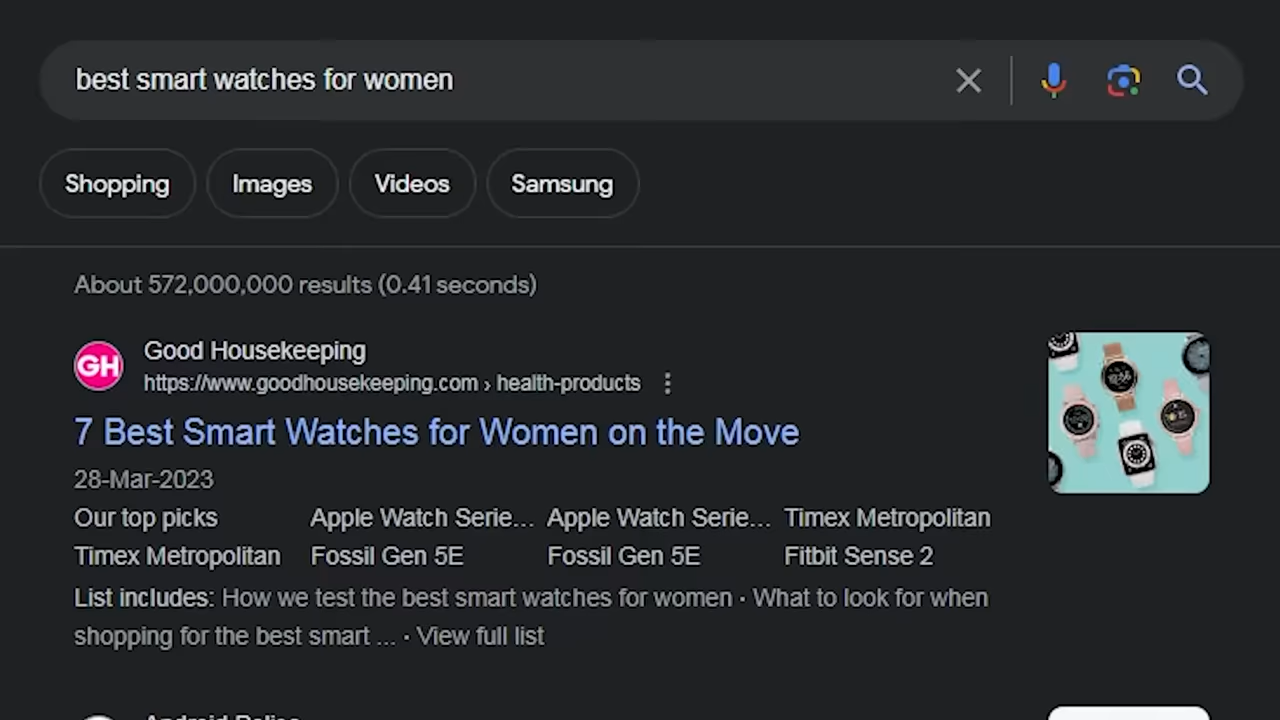 best smart watches for women
Shopping Images Videos Samsung
About 572,000,000 results (0.41 seconds)
GH Good Housekeeping
https://www.goodhousekeeping.com › health-products
7 Best Smart Watches for Women on the Move
28-Mar-2023
Our top picks Apple Watch Serie... Apple Watch Serie... Timex Metropolitan
Timex Metropolitan Fossil Gen 5E Fossil Gen 5E Fitbit Sense 2
List includes: How we test the best smart watches for women · What to look for when
shopping for the best smart ... · View full list
Android Police